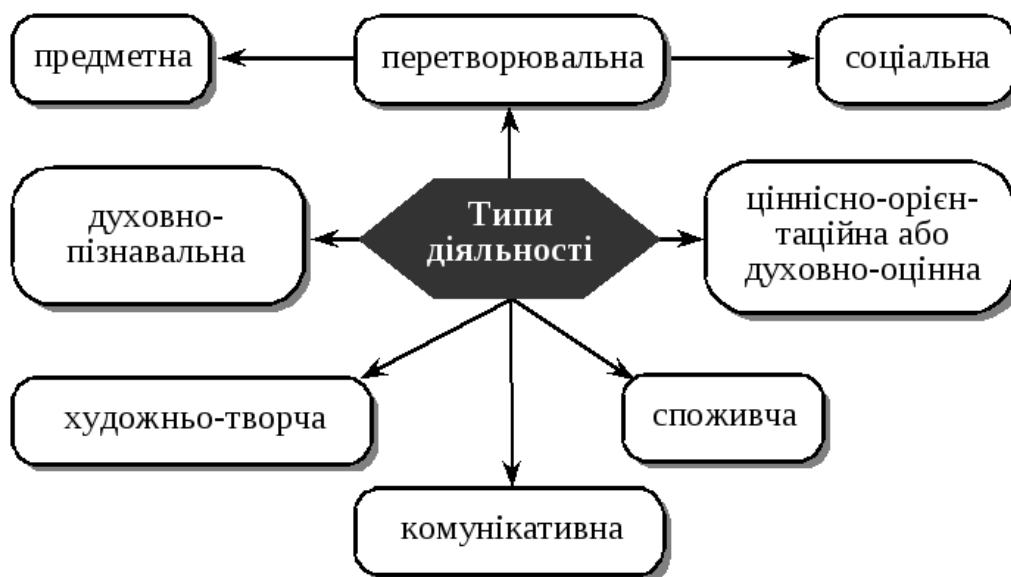 предметна
перетворювальна
соціальна
духовно-
пізнавальна
Типи
діяльності
ціннісно-орієн-
таційна або
духовно-оцінна
художньо-творча
споживча
комунікативна